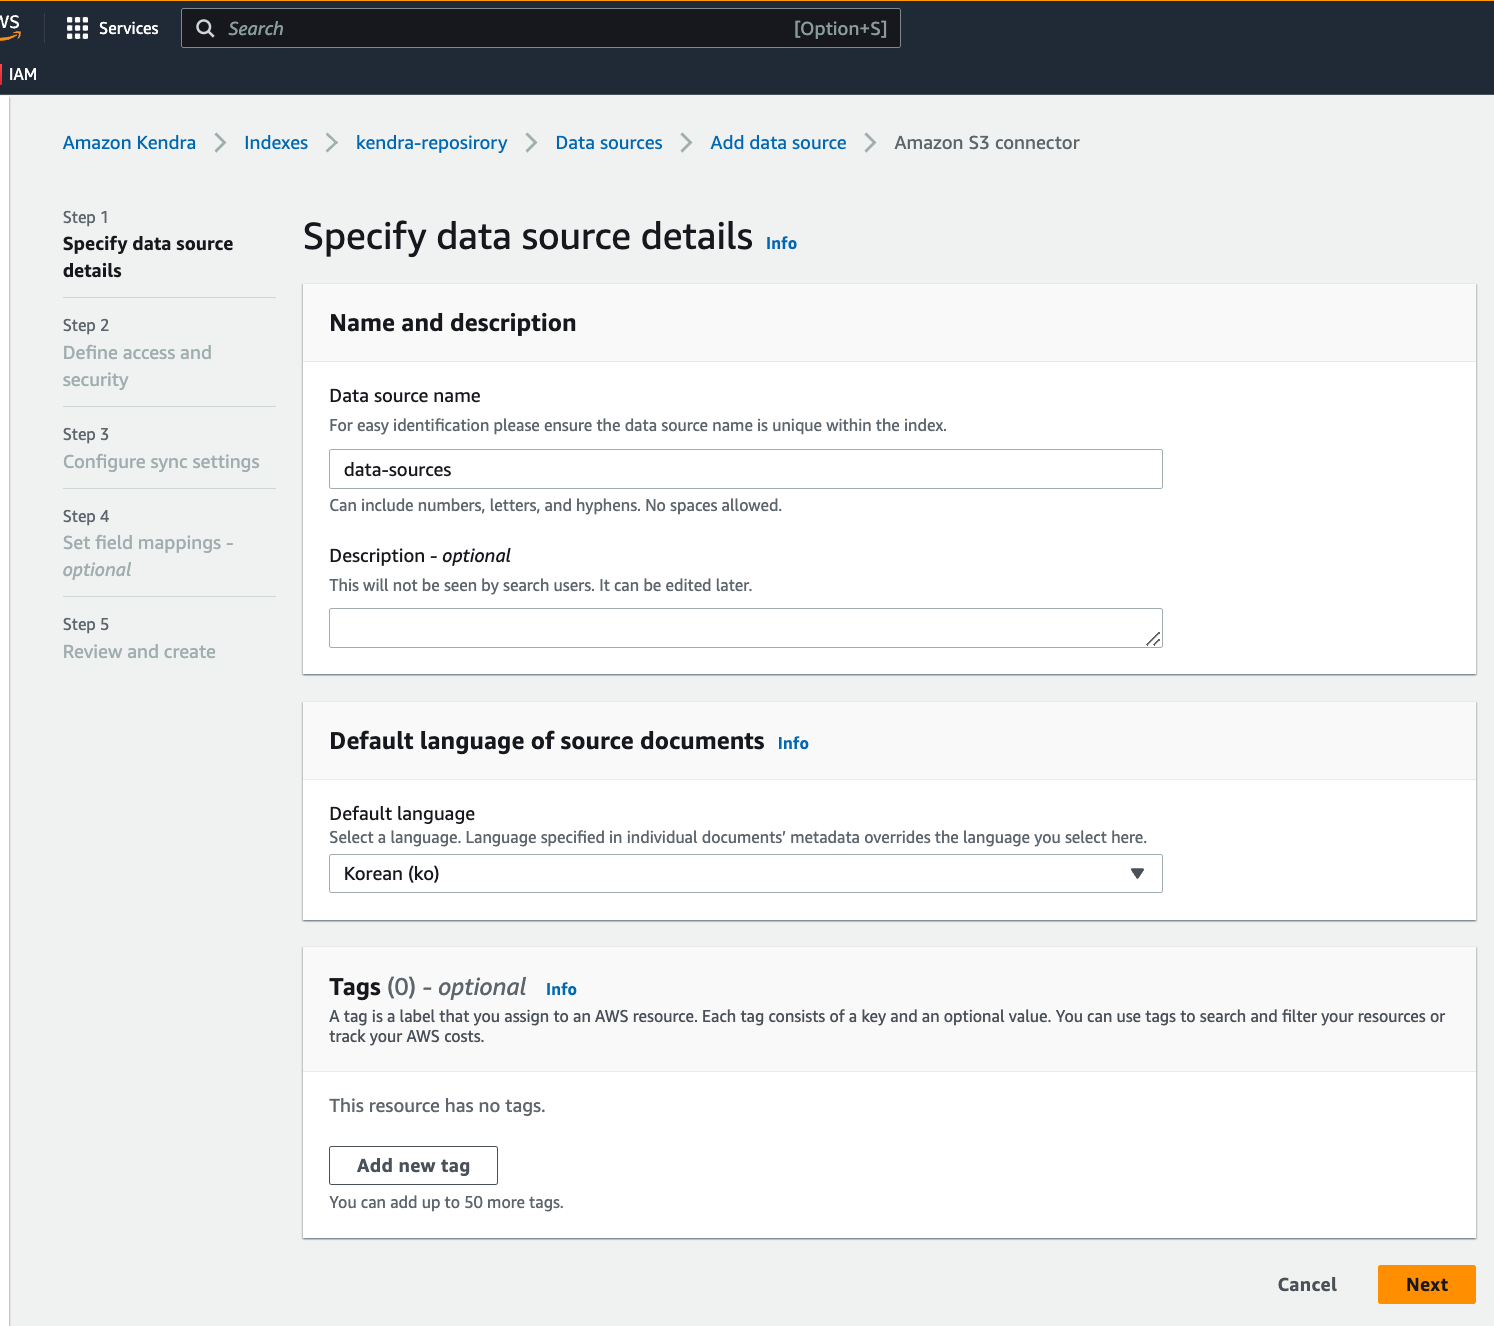 Services
Search
[Option+S]
IAM
Amazon Kendra
Indexes
kendra-reposirory
Data sources
Add data source
Amazon S3 connector
Step 1
Specify data source
details
Step 2
Define access and
security
Step 3
Configure sync settings
Step 4
Set field mappings -
optional
Step 5
Review and create
Specify data source details Info
Name and description
Data source name
For easy identification please ensure the data source name is unique within the index.
data-sources
Can include numbers, letters, and hyphens. No spaces allowed.
Description - optional
This will not be seen by search users. It can be edited later.
Default language of source documents Info
Default language
Select a language. Language specified in individual documents' metadata overrides the language you select here.
Korean (ko)
Tags (0) - optional Info
A tag is a label that you assign to an AWS resource. Each tag consists of a key and an optional value. You can use tags to search and filter your resources or
track your AWS costs.
This resource has no tags.
Add new tag
You can add up to 50 more tags.
Cancel
Next